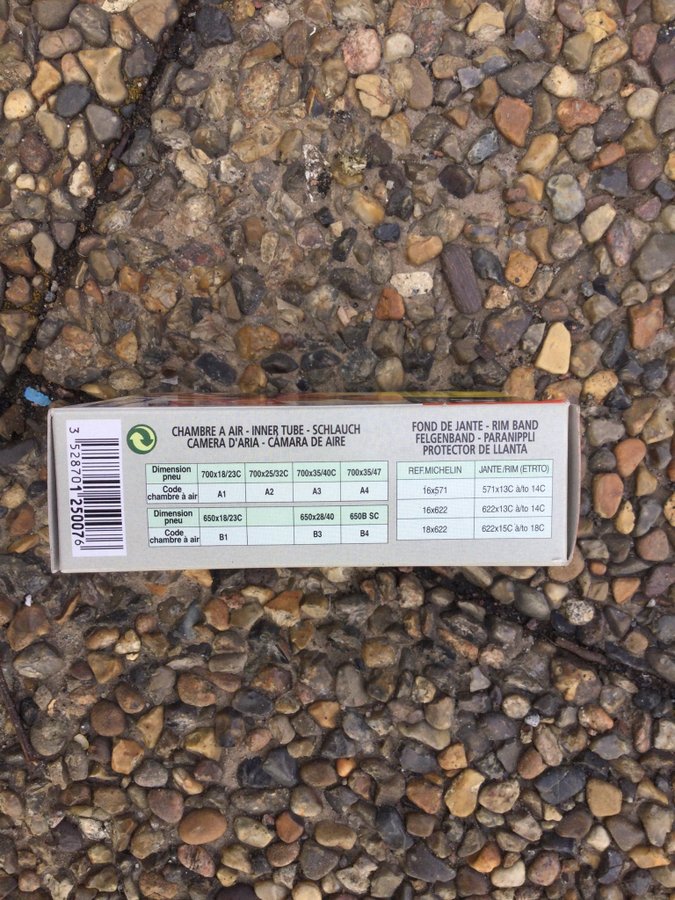 3 528701 250076
CHAMBRE A AIR - INNER TUBE - SCHLAUCH
CAMERA D'ARIA - CÁMARA DE AIRE
Dimension pneu 700x18/23C 700x25/32C 700x35/40C 700x35/47
Code chambre à air A1 A2 A3 A4
Dimension pneu 650x18/23C 650x28/40 650B SC
Code chambre à air B1 B3 B4
FOND DE JANTE - RIM BAND
FELGENBAND - PARANIPPLI
PROTECTOR DE LLANTA
REF.MICHELIN JANTE/RIM (ETRTO)
16x571 571x13C à/to 14C
16x622 622x13C à/to 14C
18x622 622x15C à/to 18C